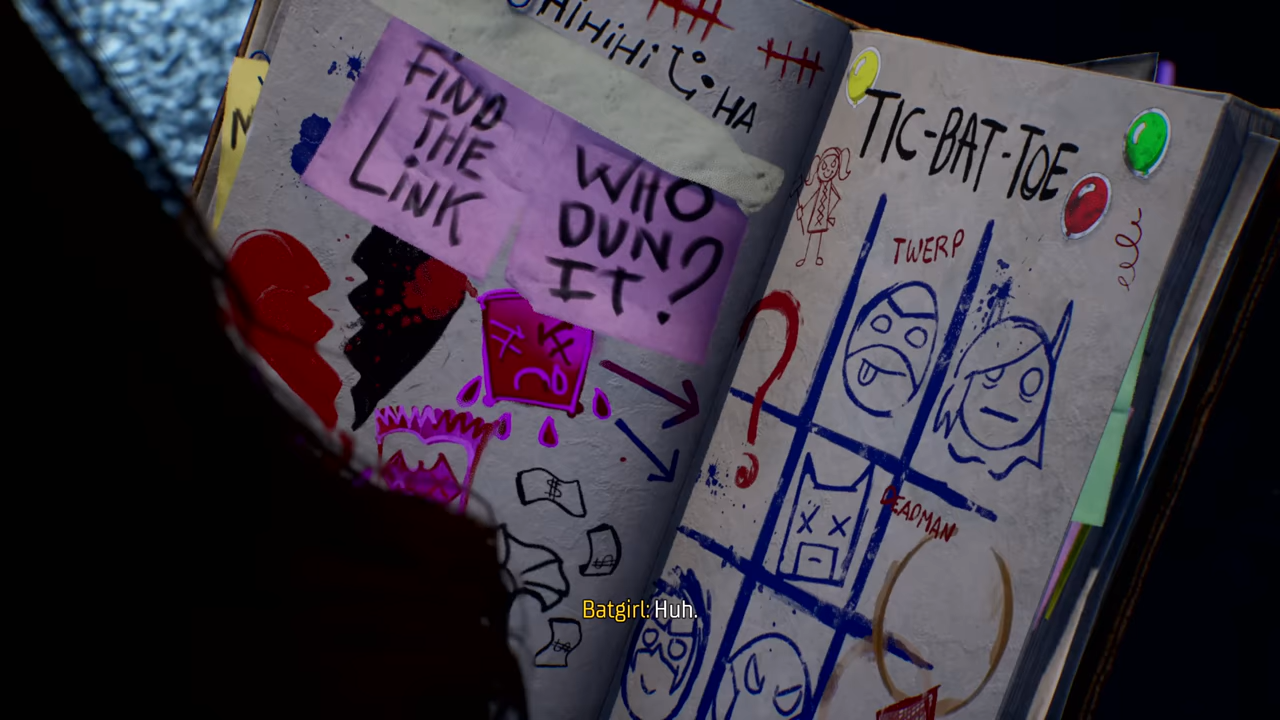 HiHiHi
HA
FiND
THE
LiNK
WHO
DUN
IT?
M
$
$
$
TIC-BAT-TOE
TWERP
?
DEADMAN
Batgirl: Huh.